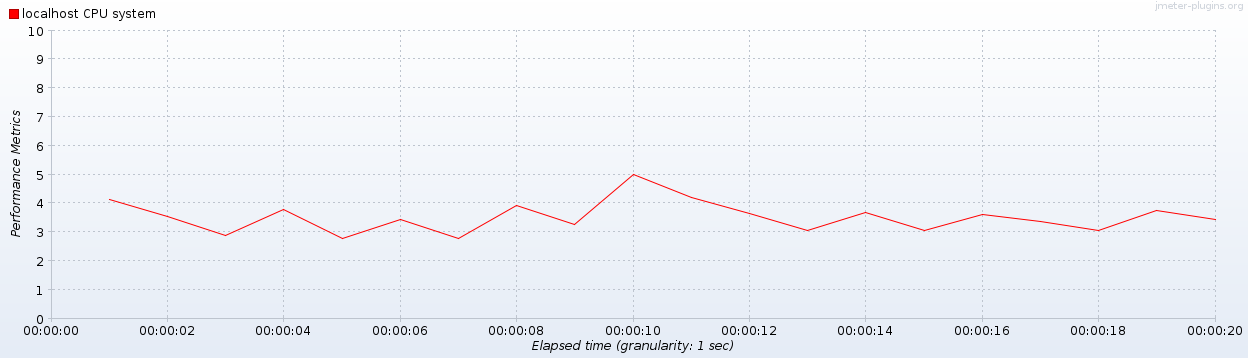 localhost CPU system
jmeter-plugins.org
Performance Metrics
10
9
8
7
6
5
4
3
2
1
0
00:00:00 00:00:02 00:00:04 00:00:06 00:00:08 00:00:10 00:00:12 00:00:14 00:00:16 00:00:18 00:00:20
Elapsed time (granularity: 1 sec)